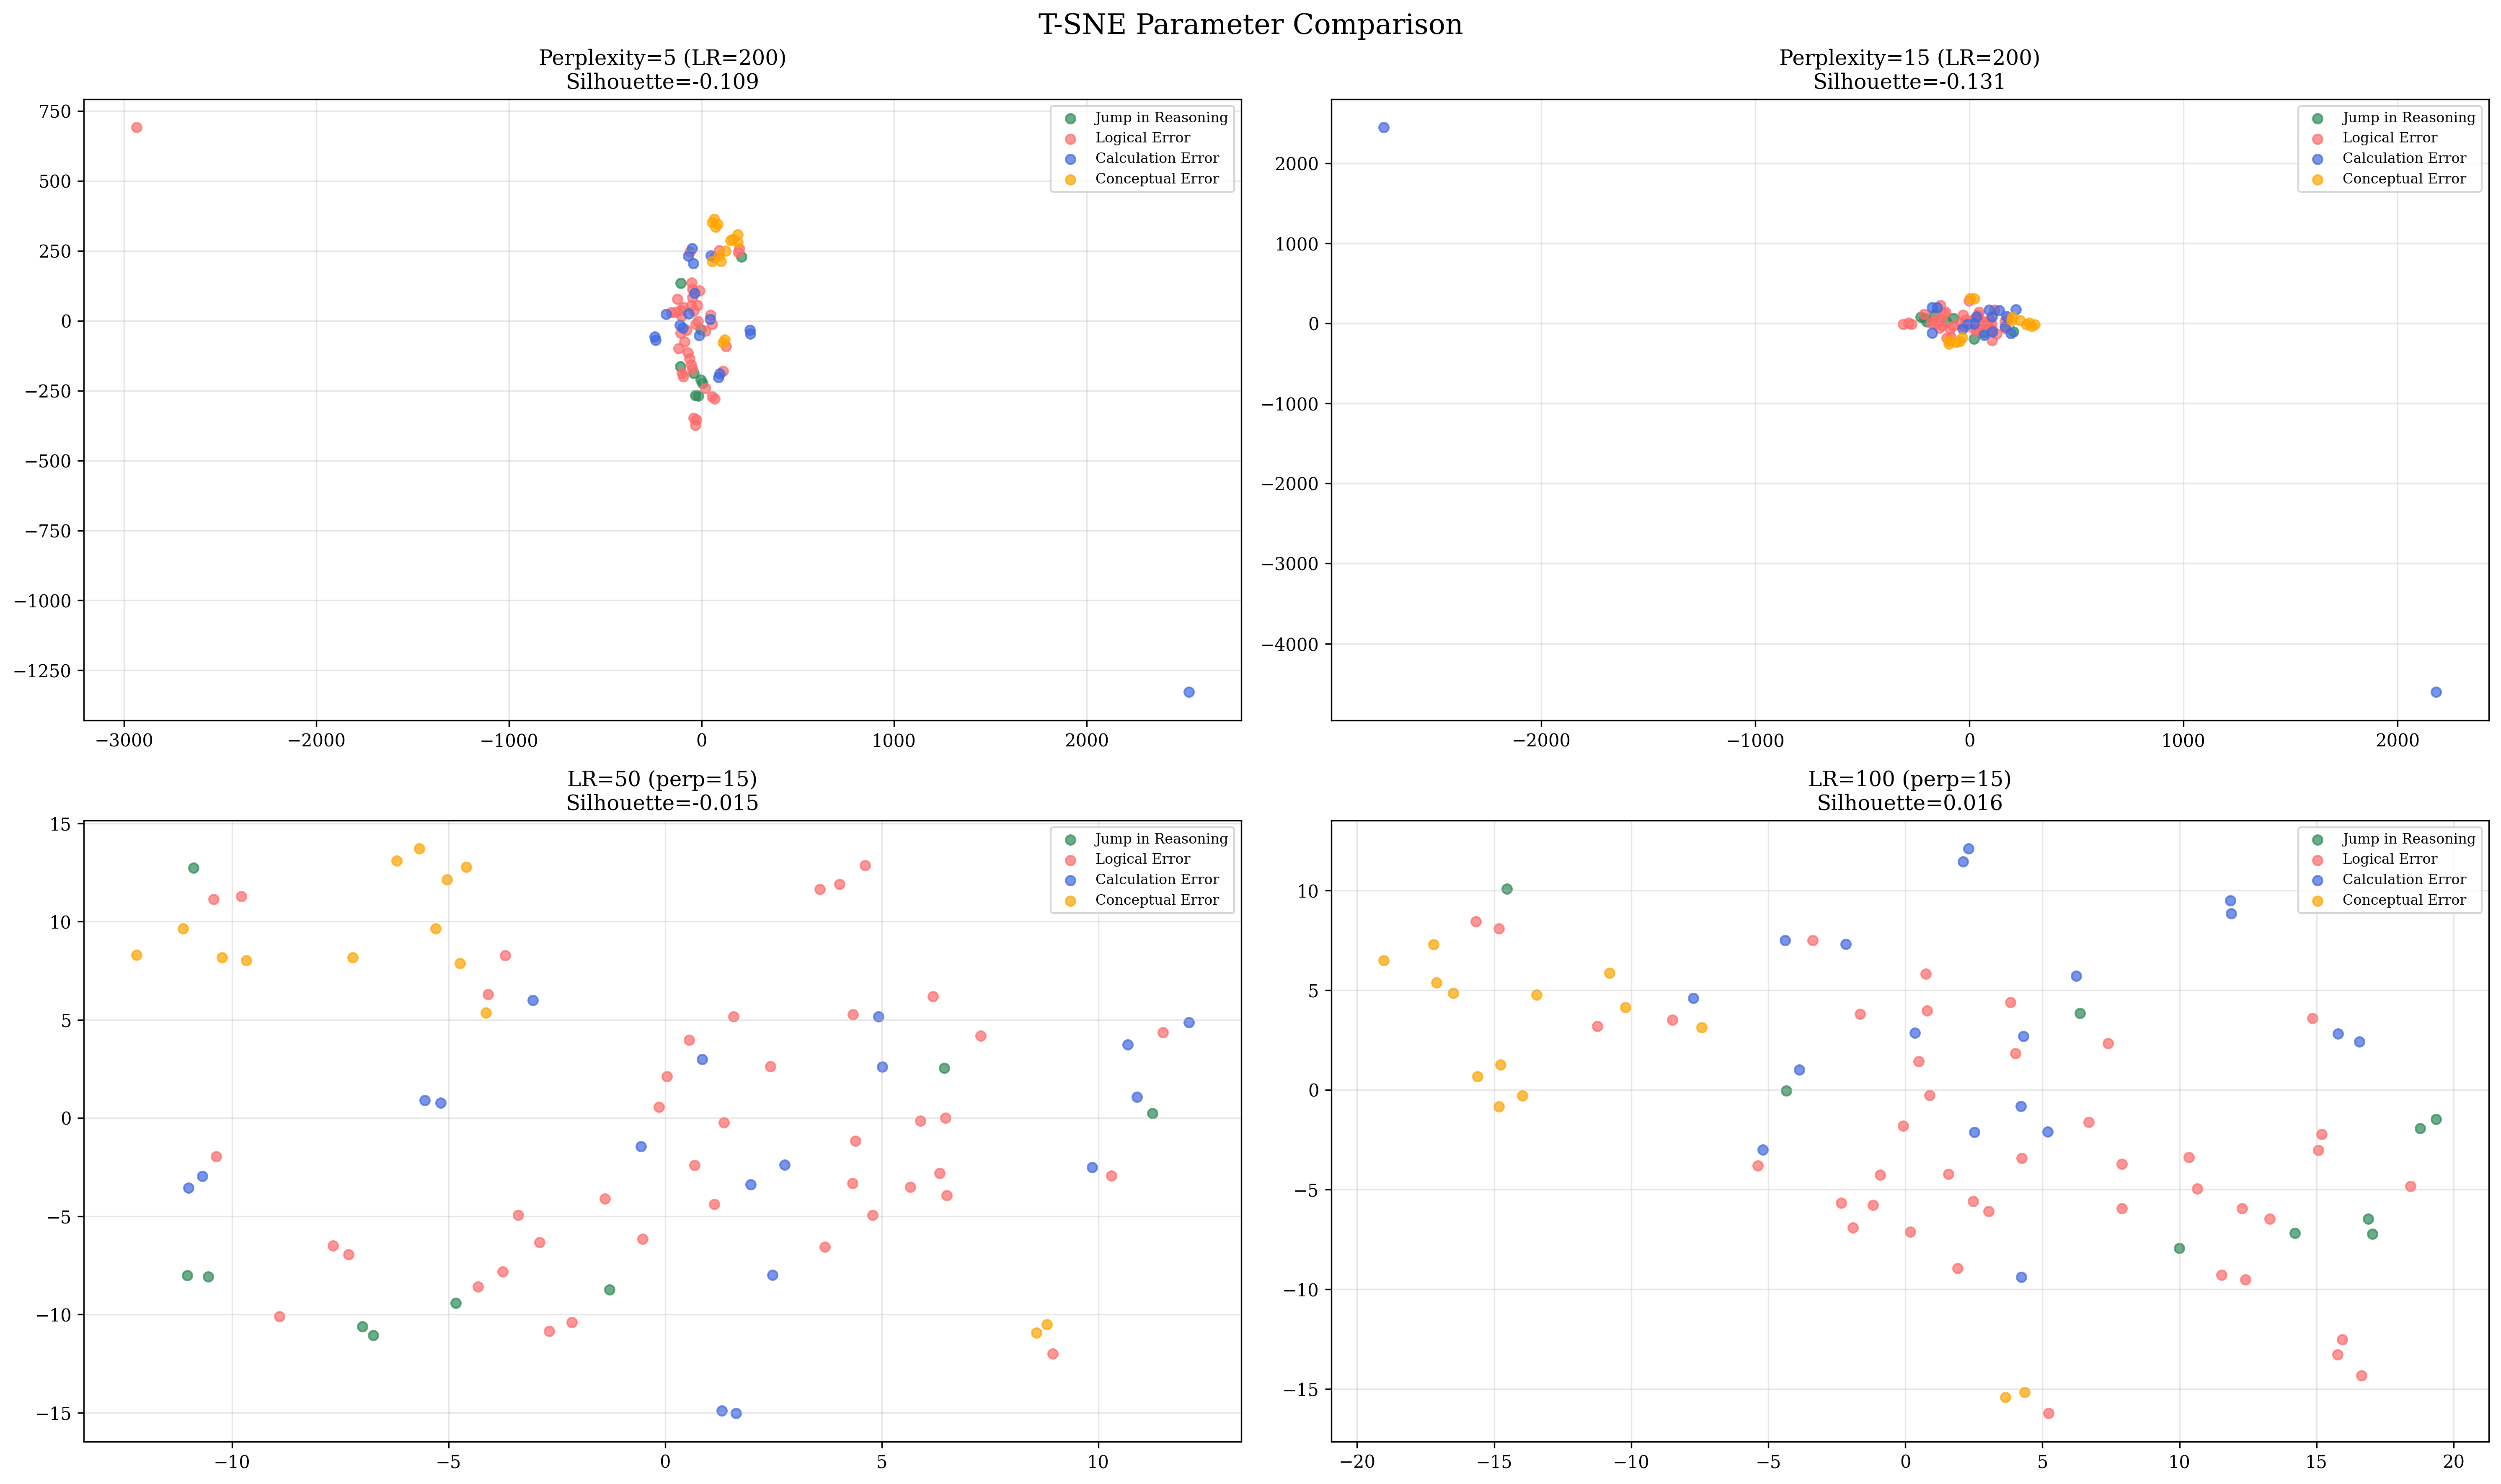 T-SNE Parameter Comparison
Perplexity=5 (LR=200)
Silhouette=-0.109
750
500
250
0
−250
−500
−750
−1000
−1250
−3000
−2000
−1000
0
1000
2000
Jump in Reasoning
Logical Error
Calculation Error
Conceptual Error
Perplexity=15 (LR=200)
Silhouette=-0.131
2000
1000
0
−1000
−2000
−3000
−4000
−2000
−1000
0
1000
2000
Jump in Reasoning
Logical Error
Calculation Error
Conceptual Error
LR=50 (perp=15)
Silhouette=-0.015
15
10
5
0
−5
−10
−15
−10
−5
0
5
10
Jump in Reasoning
Logical Error
Calculation Error
Conceptual Error
LR=100 (perp=15)
Silhouette=0.016
10
5
0
−5
−10
−15
−20
−15
−10
−5
0
5
10
15
20
Jump in Reasoning
Logical Error
Calculation Error
Conceptual Error